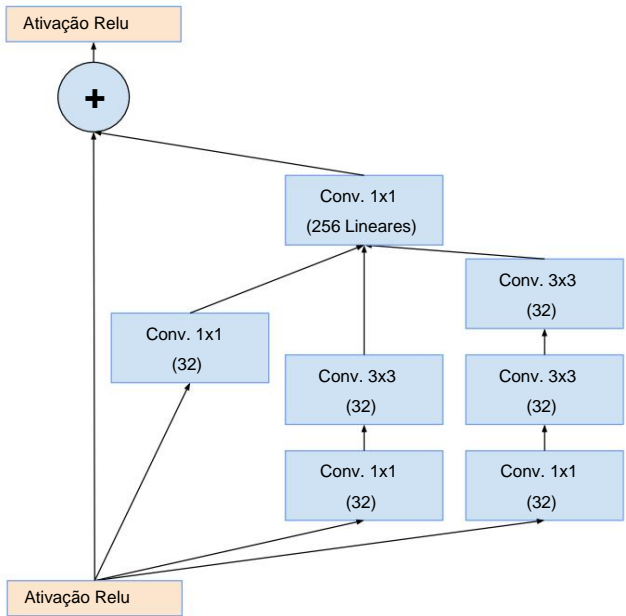 Ativação Relu
+
Conv. 1x1
(256 Lineares)
Conv. 3x3
(32)
Conv. 1x1
(32)
Conv. 3x3
(32)
Conv. 3x3
(32)
Conv. 1x1
(32)
Conv. 1x1
(32)
Ativação Relu